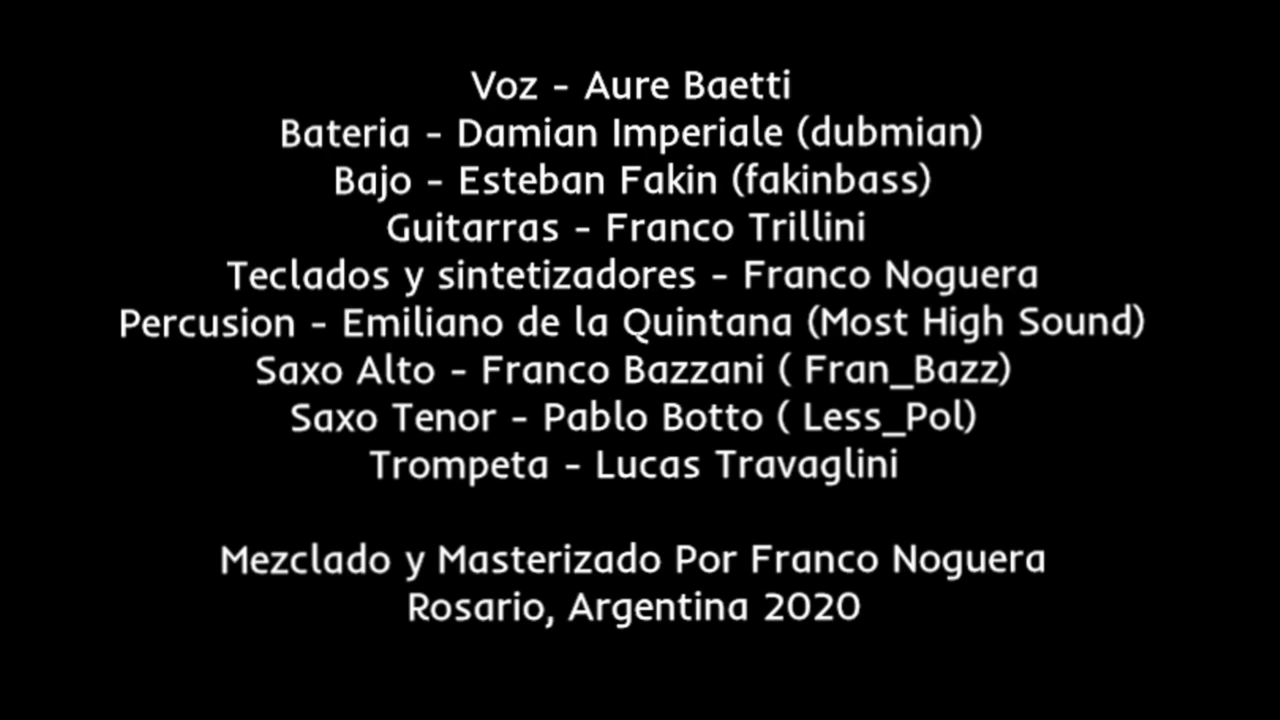 Voz - Aure Baetti
Bateria - Damian Imperiale (dubmian)
Bajo - Esteban Fakin (fakinbass)
Guitarras - Franco Trillini
Teclados y sintetizadores - Franco Noguera
Percusion - Emiliano de la Quintana (Most High Sound)
Saxo Alto - Franco Bazzani ( Fran_Bazz)
Saxo Tenor - Pablo Botto ( Less_Pol)
Trompeta - Lucas Travaglini
Mezclado y Masterizado Por Franco Noguera
Rosario, Argentina 2020